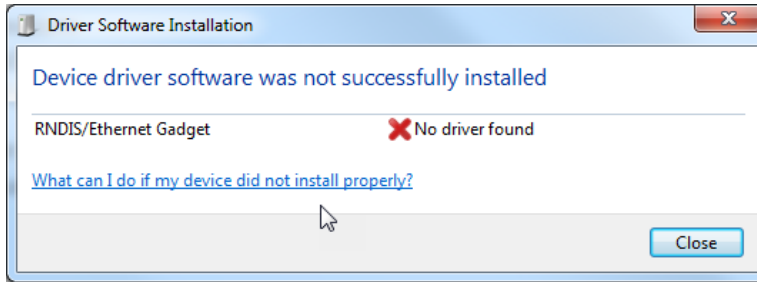 Driver Software Installation
Device driver software was not successfully installed
RNDIS/Ethernet Gadget No driver found
What can I do if my device did not install properly?
Close